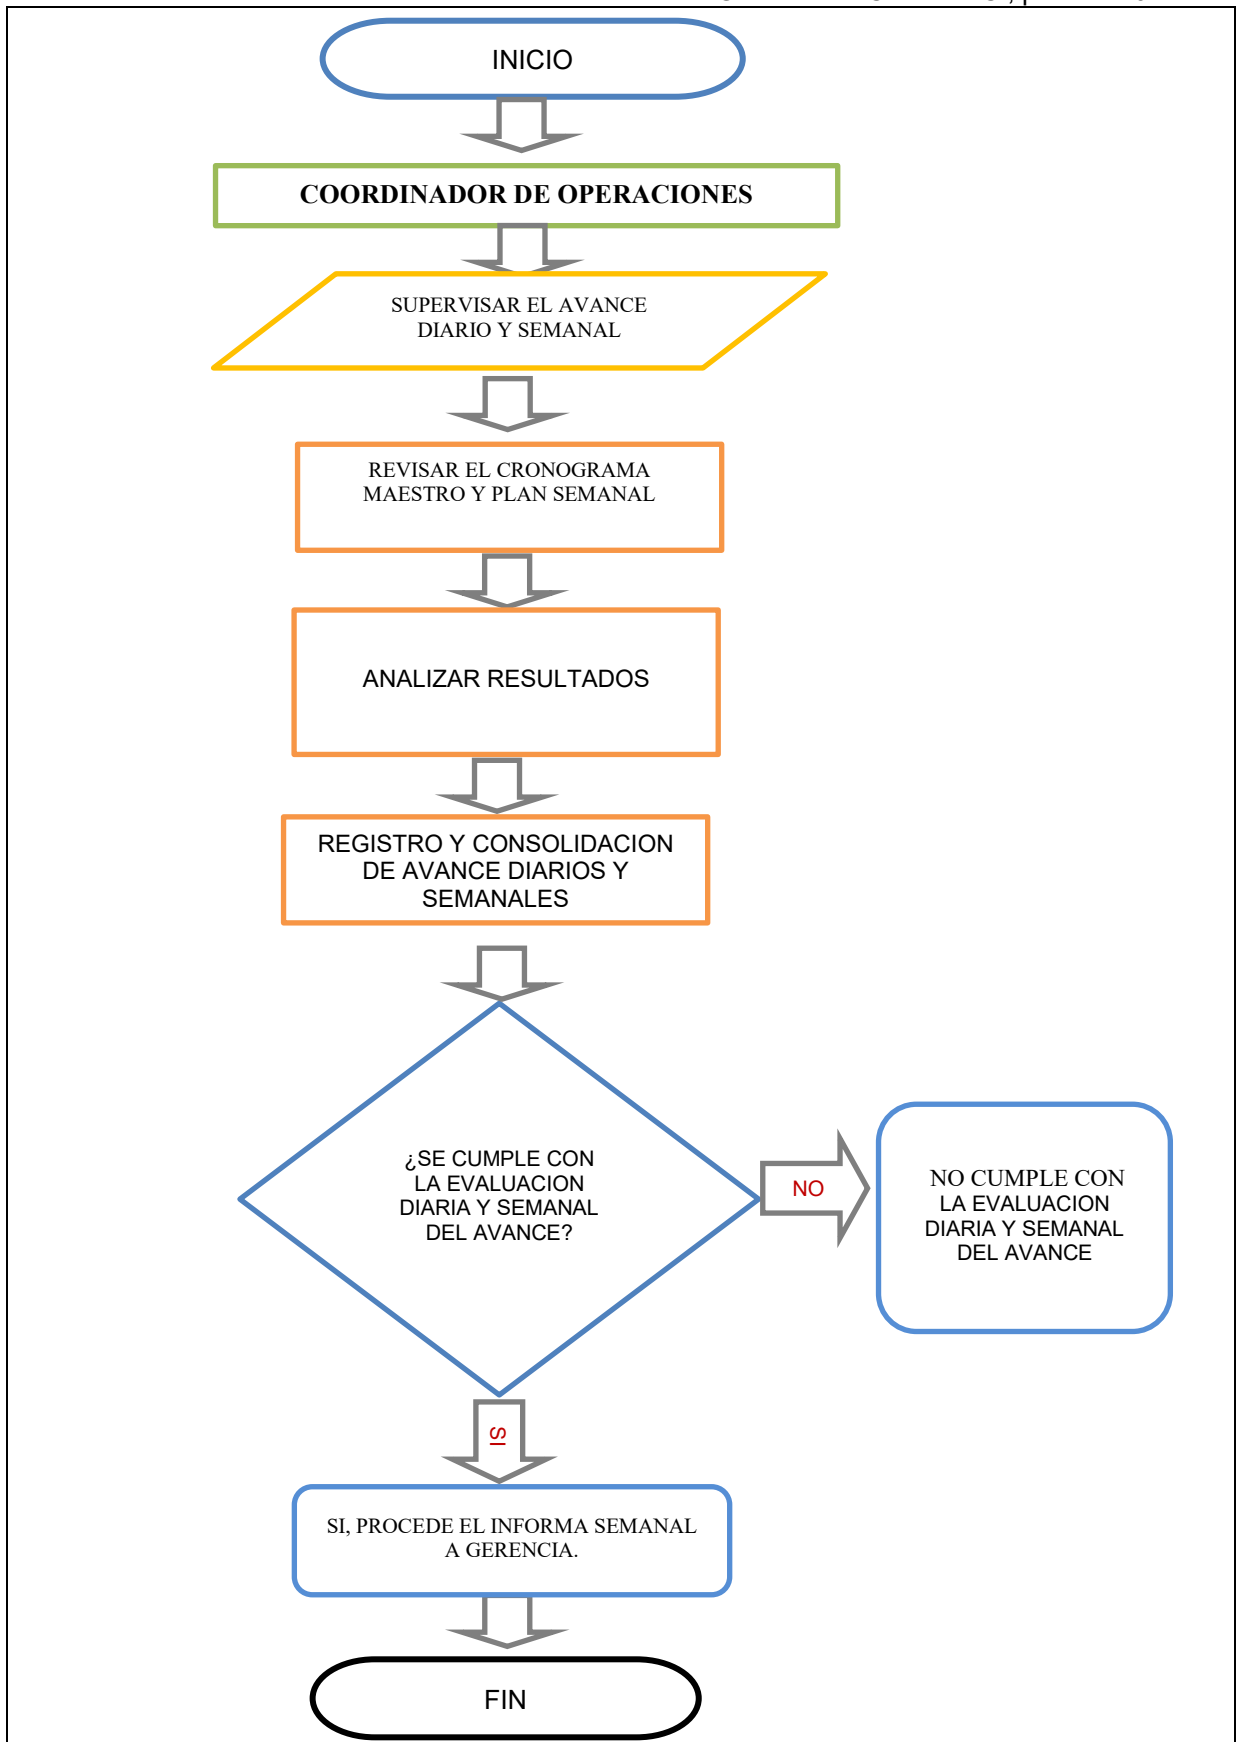 INICIO
COORDINADOR DE OPERACIONES
SUPERVISAR EL AVANCE
DIARIO Y SEMANAL
REVISAR EL CRONOGRAMA
MAESTRO Y PLAN SEMANAL
ANALIZAR RESULTADOS
REGISTRO Y CONSOLIDACION
DE AVANCE DIARIOS Y
SEMANALES
¿SE CUMPLE CON
LA EVALUACION
DIARIA Y SEMANAL
DEL AVANCE?
NO
NO CUMPLE CON
LA EVALUACION
DIARIA Y SEMANAL
DEL AVANCE
SI
SI, PROCEDE EL INFORMA SEMANAL
A GERENCIA.
FIN